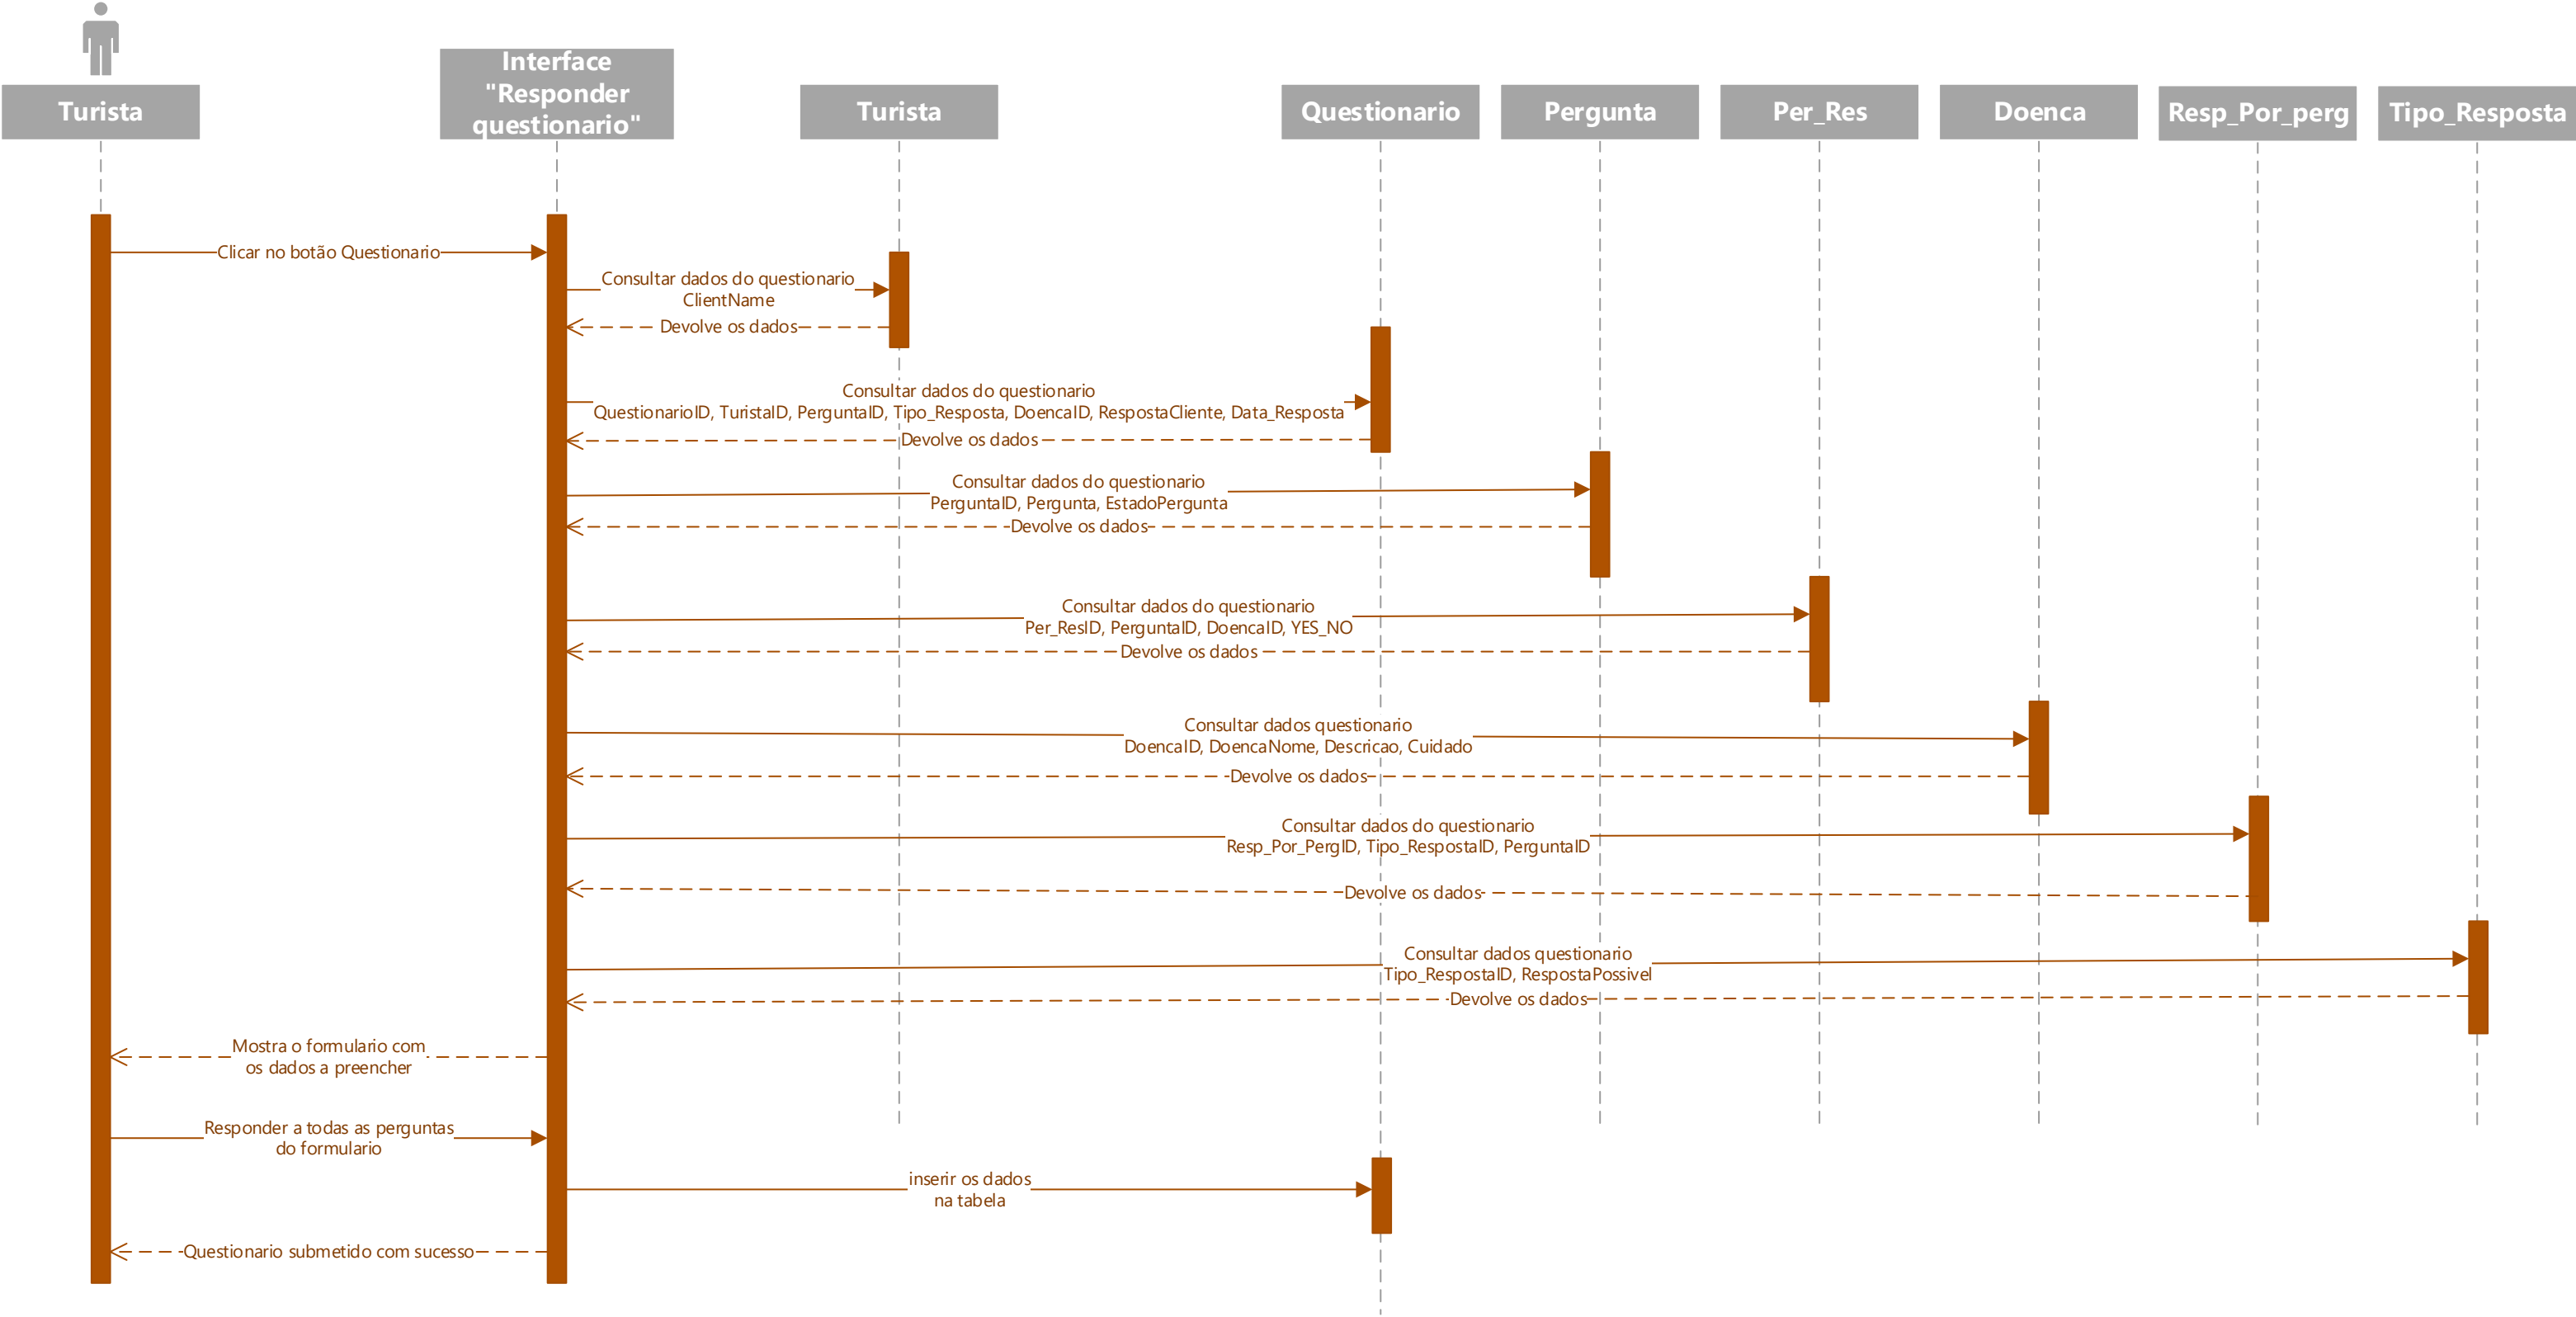 Turista
Interface
"Responder
questionario"
Turista
Questionario
Pergunta
Per_Res
Doenca
Resp_Por_perg
Tipo_Resposta
Clicar no botão Questionario
Consultar dados do questionario
ClientName
Devolve os dados
Consultar dados do questionario
QuestionarioID, TuristaID, PerguntaID, Tipo_Resposta, DoencaID, RespostaCliente, Data_Resposta
Devolve os dados
Consultar dados do questionario
PerguntaID, Pergunta, EstadoPergunta
Devolve os dados
Consultar dados do questionario
Per_ResID, PerguntaID, DoencaID, YES_NO
Devolve os dados
Consultar dados questionario
DoencaID, DoencaNome, Descricao, Cuidado
Devolve os dados
Consultar dados do questionario
Resp_Por_PergID, Tipo_RespostaID, PerguntaID
Devolve os dados
Consultar dados questionario
Tipo_RespostaID, RespostaPossivel
Devolve os dados
Mostra o formulario com
os dados a preencher
Responder a todas as perguntas
do formulario
inserir os dados
na tabela
Questionario submetido com sucesso